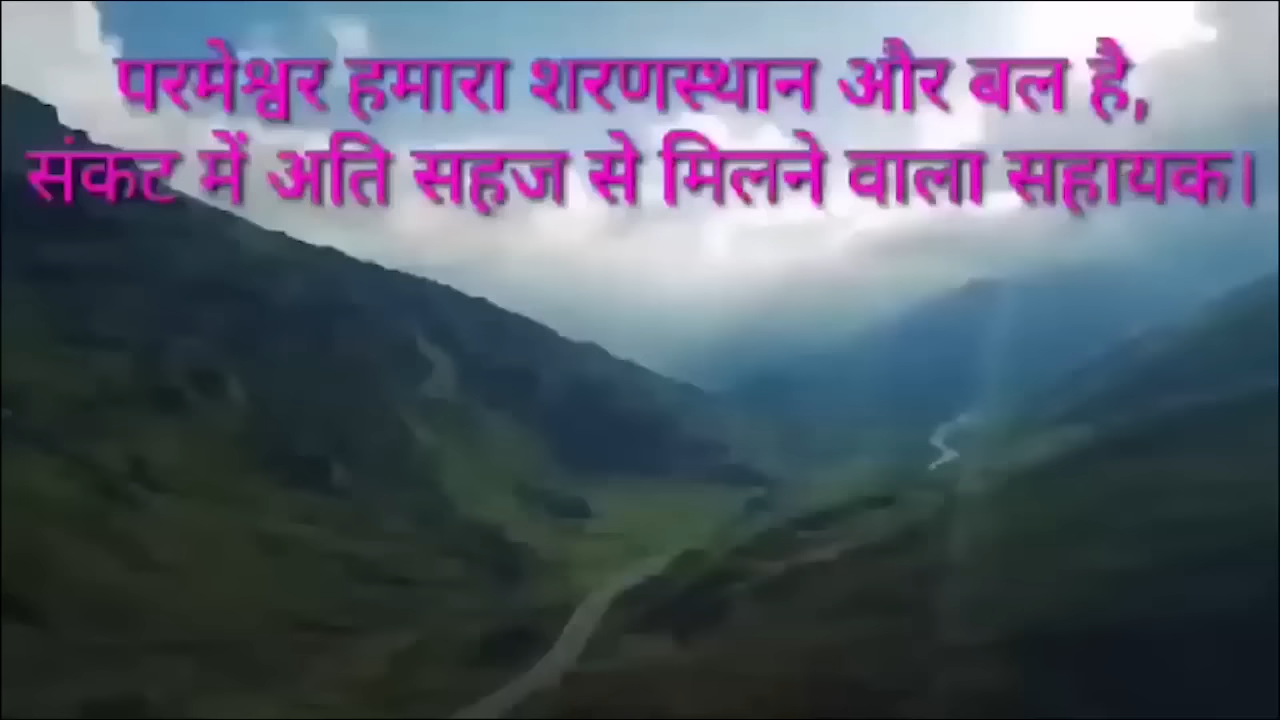 परमेश्वर हमारा शरणस्थान और बल है,
संकट में अति सहज से मिलने वाला सहायक।